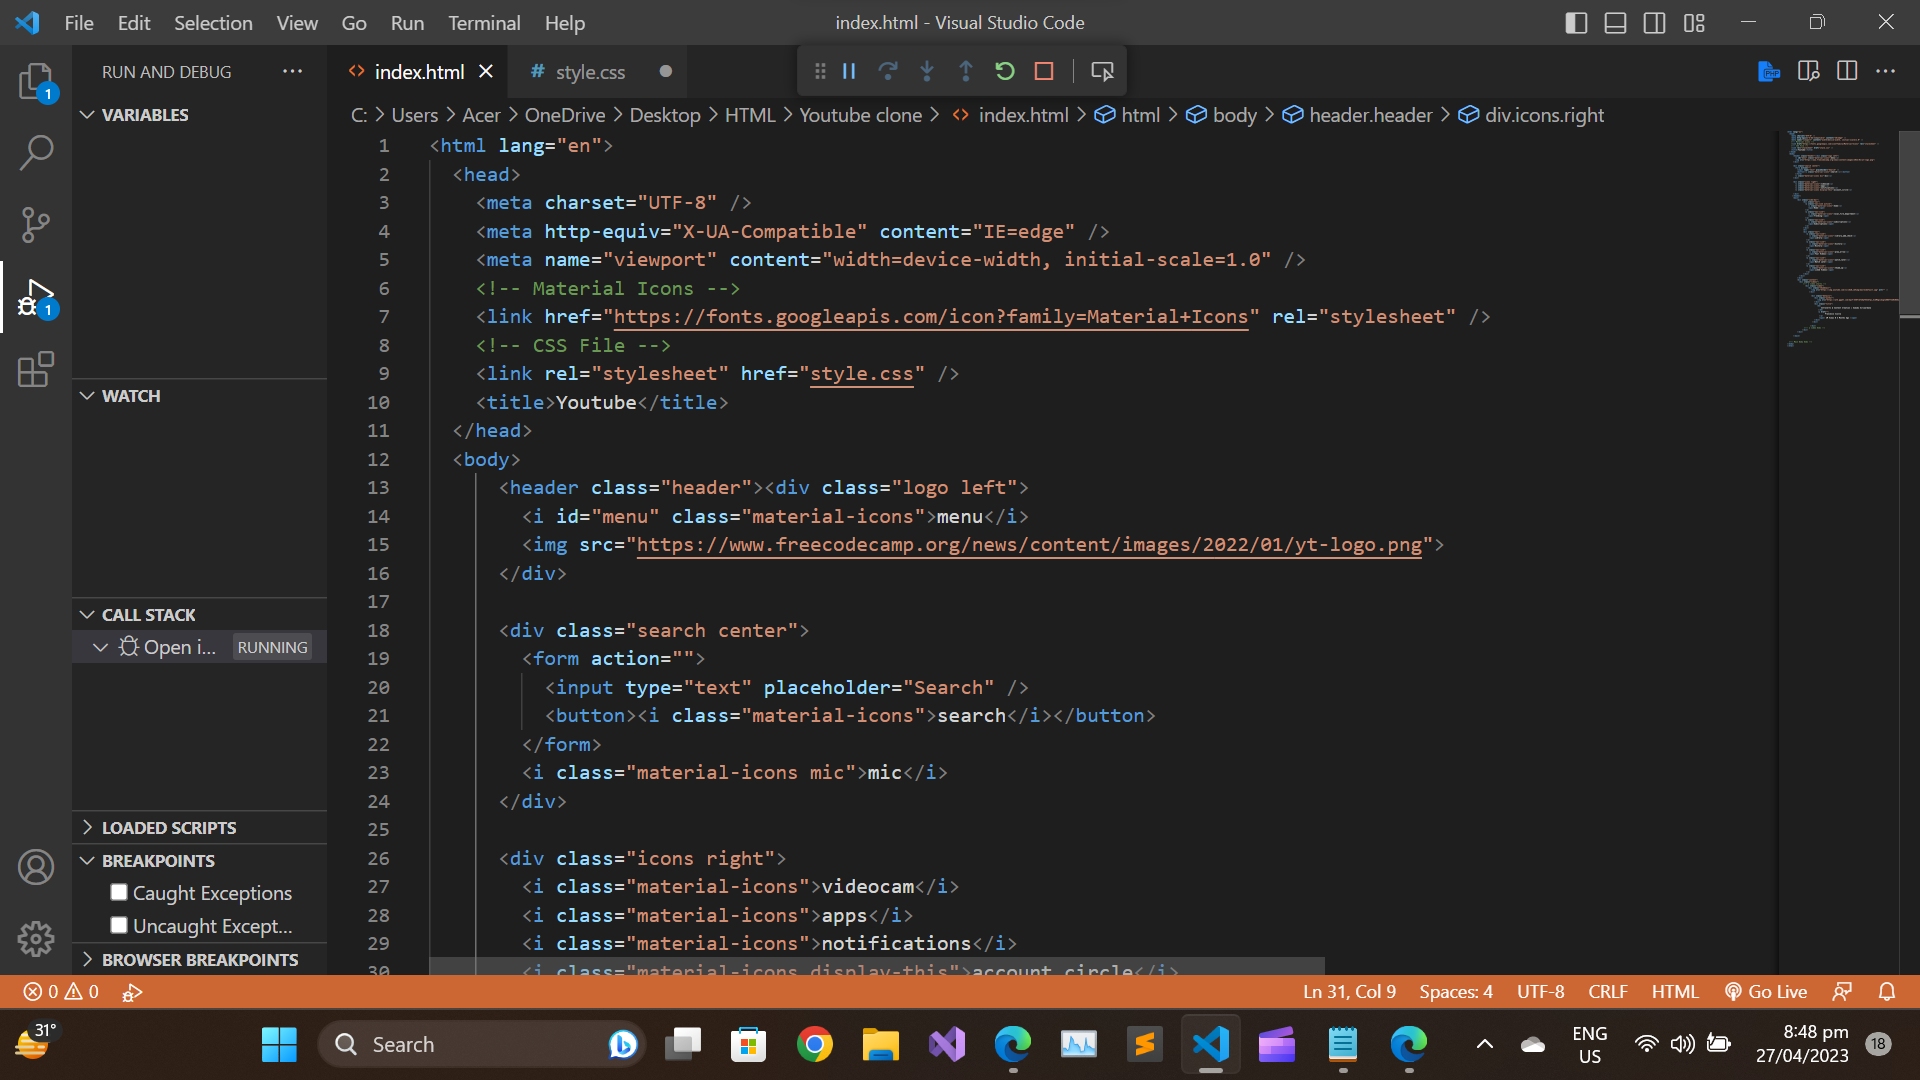 File Edit Selection View Go Run Terminal Help
index.html - Visual Studio Code
RUN AND DEBUG
index.html
# style.css
1
VARIABLES
C: > Users > Acer > OneDrive > Desktop > HTML > Youtube clone > index.html > html > body > header.header > div.icons.right
1 <html lang="en">
2 <head>
3 <meta charset="UTF-8" />
4 <meta http-equiv="X-UA-Compatible" content="IE=edge" />
5 <meta name="viewport" content="width=device-width, initial-scale=1.0" />
6 <!-- Material Icons -->
7 <link href="https://fonts.googleapis.com/icon?family=Material+Icons" rel="stylesheet" />
8 <!-- CSS File -->
9 <link rel="stylesheet" href="style.css" />
10 <title>Youtube</title>
11 </head>
12 <body>
13 <header class="header"><div class="logo left">
14 <i id="menu" class="material-icons">menu</i>
15 <img src="https://www.freecodecamp.org/news/content/images/2022/01/yt-logo.png">
16 </div>
17
18 <div class="search center">
19 <form action="">
20 <input type="text" placeholder="Search" />
21 <button><i class="material-icons">search</i></button>
22 </form>
23 <i class="material-icons mic">mic</i>
24 </div>
25
26 <div class="icons right">
27 <i class="material-icons">videocam</i>
28 <i class="material-icons">apps</i>
29 <i class="material-icons">notifications</i>
30 <i class="material-icons display-this">account_circle</i>
1
WATCH
CALL STACK
Open i... RUNNING
LOADED SCRIPTS
BREAKPOINTS
Caught Exceptions
Uncaught Except...
BROWSER BREAKPOINTS
0 0
Ln 31, Col 9 Spaces: 4 UTF-8 CRLF HTML Go Live
31°
Search
ENG
US
8:48 pm
27/04/2023
18